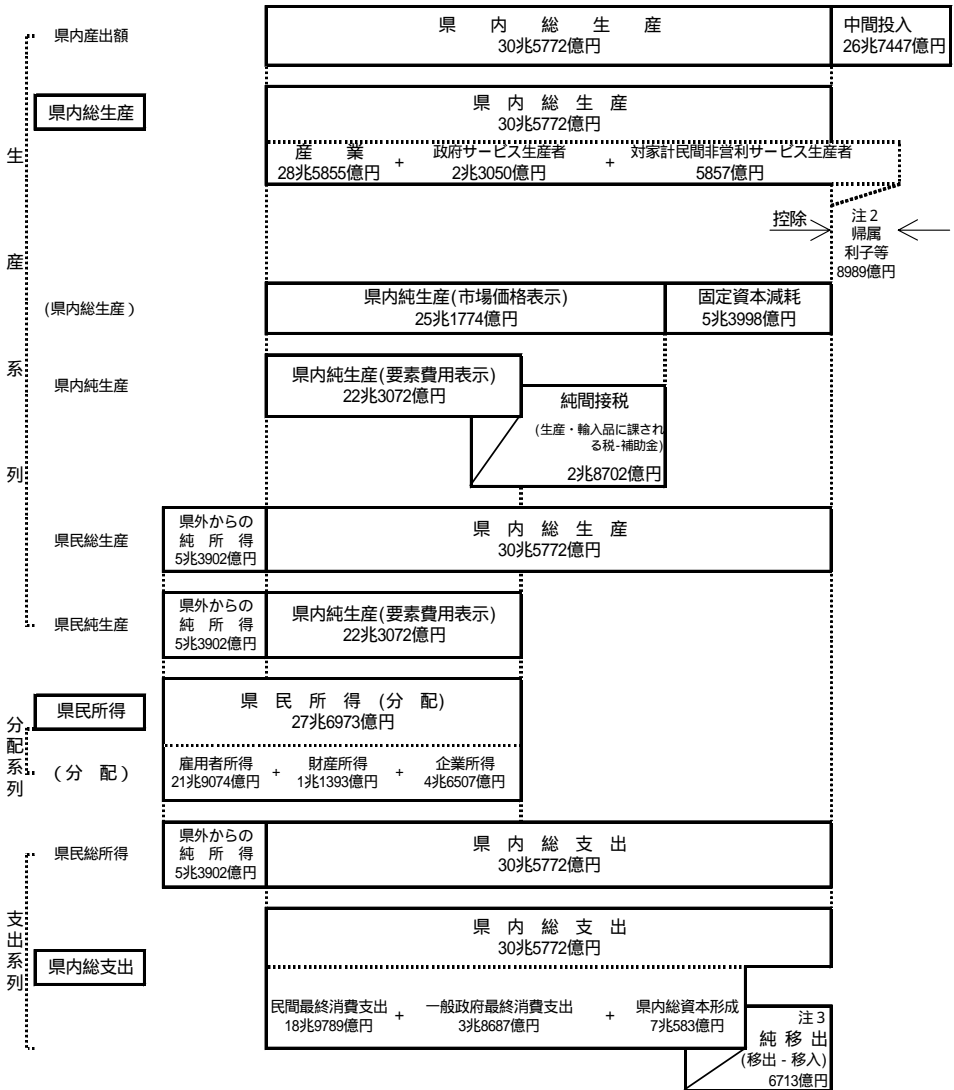 県内総生産
30兆5772億円
中間投入
26兆7447億円
県内産出額
県内総生産
県内総生産
30兆5772億円
産業
28兆5855億円
+
政府サービス生産者
2兆3050億円
+
対家計民間非営利サービス生産者
5857億円
控除
注2
帰属
利子等
8989億円
生産系列
(県内総生産)
県内純生産(市場価格表示)
25兆1774億円
固定資本減耗
5兆3998億円
県内純生産
県内純生産(要素費用表示)
22兆3072億円
純間接税
(生産・輸入品に課され
る税-補助金)
2兆8702億円
県民総生産
県外からの
純所得
5兆3902億円
県内総生産
30兆5772億円
県民純生産
県外からの
純所得
5兆3902億円
県内純生産(要素費用表示)
22兆3072億円
分配系列
県民所得
(分配)
県民所得(分配)
27兆6973億円
雇用者所得
21兆9074億円
+
財産所得
1兆1393億円
+
企業所得
4兆6507億円
支出系列
県民総所得
県外からの
純所得
5兆3902億円
県内総支出
30兆5772億円
県内総支出
県内総支出
30兆5772億円
民間最終消費支出
18兆9789億円
+
一般政府最終消費支出
3兆8687億円
+
県内総資本形成
7兆583億円
注3
純移出
(移出-移入)
6713億円